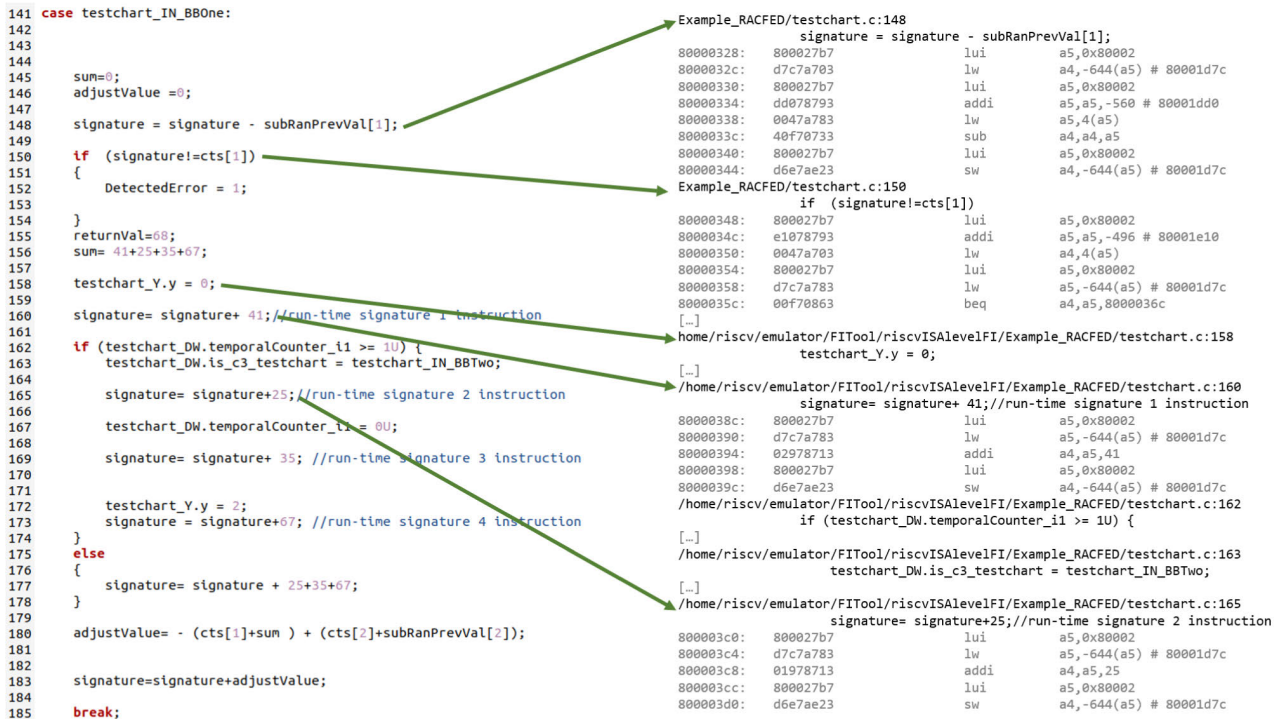 141 case testchart_IN_BBOne:
142
143
144
145 sum=0;
146 adjustValue =0;
147
148 signature = signature - subRanPrevVal[1];
149
150 if (signature!=cts[1])
151 {
152 DetectedError = 1;
153
154 }
155 returnVal=68;
156 sum= 41+25+35+67;
157
158 testchart_Y.y = 0;
159
160 signature= signature+ 41;//run-time signature 1 instruction
161
162 if (testchart_DW.temporalCounter_i1 >= 1U) {
163 testchart_DW.is_c3_testchart = testchart_IN_BBTwo;
164
165 signature= signature+25;//run-time signature 2 instruction
166
167 testchart_DW.temporalCounter_i1 = 0U;
168
169 signature= signature+ 35; //run-time signature 3 instruction
170
171
172 testchart_Y.y = 2;
173 signature = signature+67; //run-time signature 4 instruction
174 }
175 else
176 {
177 signature= signature + 25+35+67;
178 }
179
180 adjustValue= - (cts[1]+sum ) + (cts[2]+subRanPrevVal[2]);
181
182
183 signature=signature+adjustValue;
184
185 break;
Example_RACFED/testchart.c:148
signature = signature - subRanPrevVal[1];
80000328: 800027b7 lui a5,0x80002
8000032c: d7c7a703 lw a4,-644(a5) # 80001d7c
80000330: 800027b7 lui a5,0x80002
80000334: dd078793 addi a5,a5,-560 # 80001dd0
80000338: 0047a783 lw a5,4(a5)
8000033c: 40f70733 sub a4,a4,a5
80000340: 800027b7 lui a5,0x80002
80000344: d6e7ae23 sw a4,-644(a5) # 80001d7c
Example_RACFED/testchart.c:150
if (signature!=cts[1])
80000348: 800027b7 lui a5,0x80002
8000034c: e1078793 addi a5,a5,-496 # 80001e10
80000350: 0047a703 lw a4,4(a5)
80000354: 800027b7 lui a5,0x80002
80000358: d7c7a783 lw a5,-644(a5) # 80001d7c
8000035c: 00f70863 beq a4,a5,8000036c
[…]
home/riscv/emulator/FITool/riscvISAlevelFI/Example_RACFED/testchart.c:158
testchart_Y.y = 0;
[…]
/home/riscv/emulator/FITool/riscvISAlevelFI/Example_RACFED/testchart.c:160
signature= signature+ 41;//run-time signature 1 instruction
8000038c: 800027b7 lui a5,0x80002
80000390: d7c7a783 lw a5,-644(a5) # 80001d7c
80000394: 02978713 addi a4,a5,41
80000398: 800027b7 lui a5,0x80002
8000039c: d6e7ae23 sw a4,-644(a5) # 80001d7c
/home/riscv/emulator/FITool/riscvISAlevelFI/Example_RACFED/testchart.c:162
if (testchart_DW.temporalCounter_i1 >= 1U) {
[…]
/home/riscv/emulator/FITool/riscvISAlevelFI/Example_RACFED/testchart.c:163
testchart_DW.is_c3_testchart = testchart_IN_BBTwo;
[…]
/home/riscv/emulator/FITool/riscvISAlevelFI/Example_RACFED/testchart.c:165
signature= signature+25;//run-time signature 2 instruction
800003c0: 800027b7 lui a5,0x80002
800003c4: d7c7a783 lw a5,-644(a5) # 80001d7c
800003c8: 01978713 addi a4,a5,25
800003cc: 800027b7 lui a5,0x80002
800003d0: d6e7ae23 sw a4,-644(a5) # 80001d7c